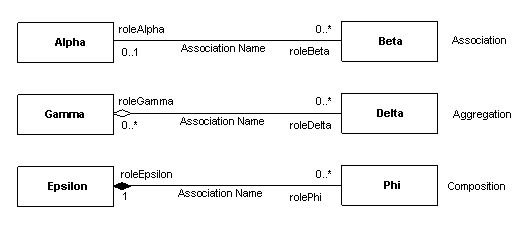 roleAlpha 0..*
Alpha Beta Association
0..1 Association Name roleBeta
roleGamma 0..*
Gamma Delta Aggregation
0..* Association Name roleDelta
roleEpsilon 0..*
Epsilon Phi Composition
1 Association Name rolePhi